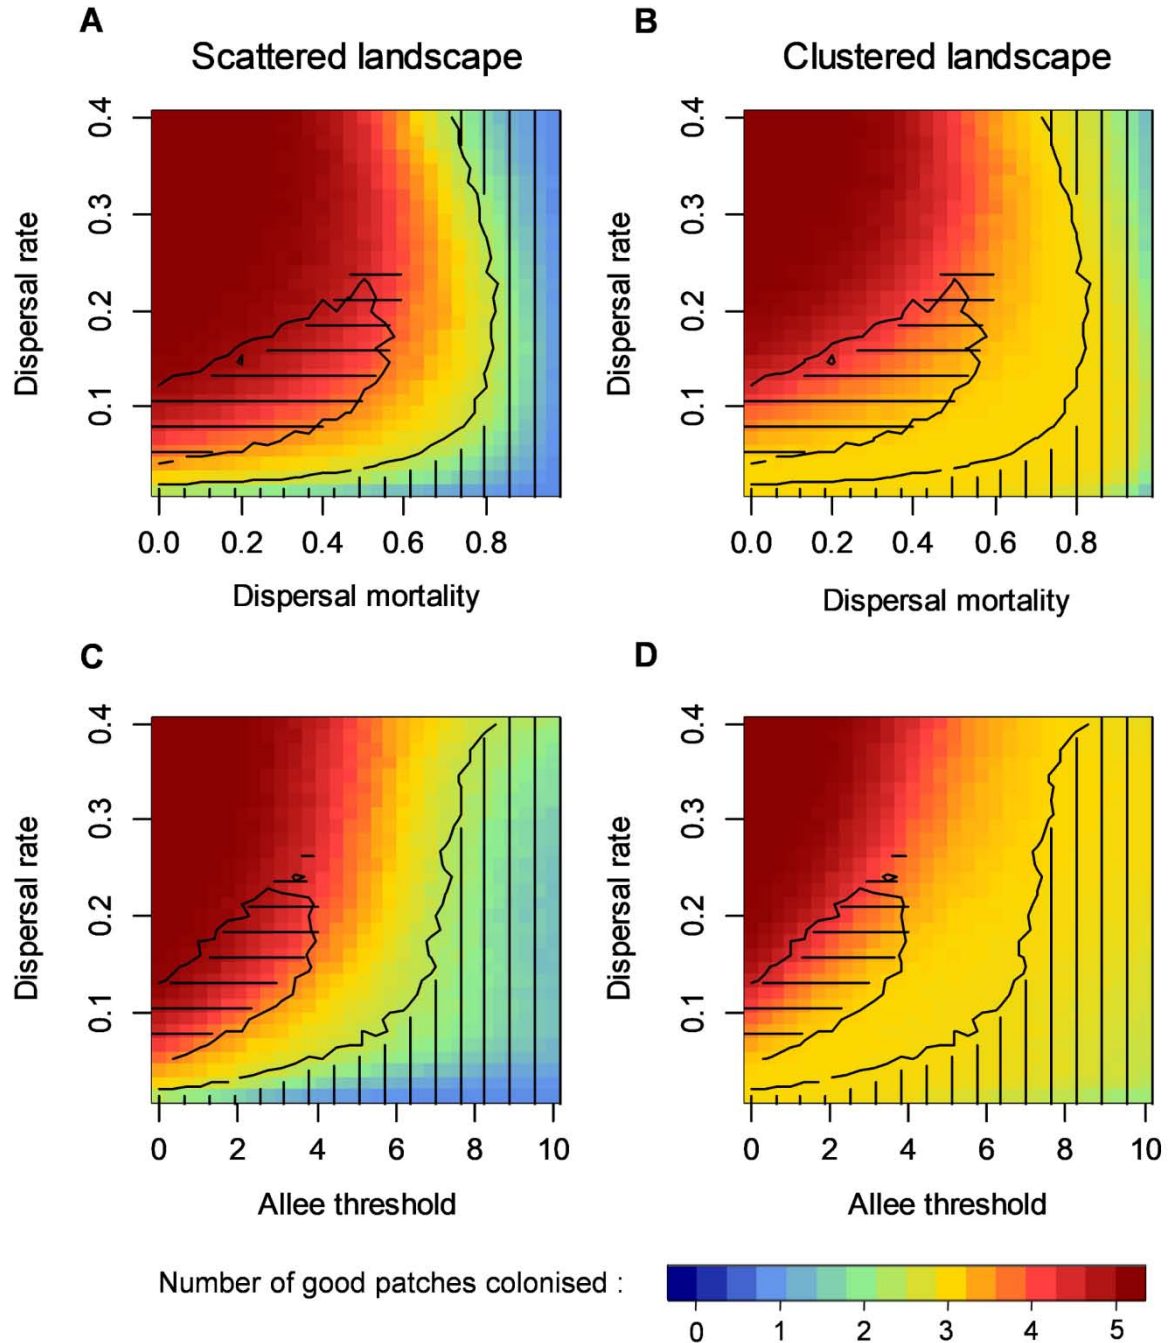 A
Scattered landscape
Dispersal rate
0.4
0.3
0.2
0.1
0.0 0.2 0.4 0.6 0.8
Dispersal mortality
B
Clustered landscape
Dispersal rate
0.4
0.3
0.2
0.1
0.0 0.2 0.4 0.6 0.8
Dispersal mortality
C
Dispersal rate
0.4
0.3
0.2
0.1
0 2 4 6 8 10
Allee threshold
D
Dispersal rate
0.4
0.3
0.2
0.1
0 2 4 6 8 10
Allee threshold
Number of good patches colonised :
0 1 2 3 4 5